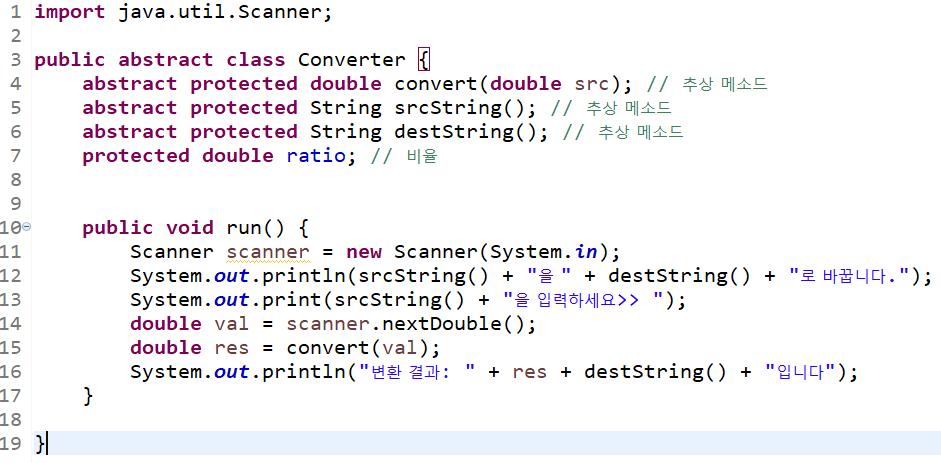 1 import java.util.Scanner;
2
3 public abstract class Converter {
4     abstract protected double convert(double src); // 추상 메소드
5     abstract protected String srcString(); // 추상 메소드
6     abstract protected String destString(); // 추상 메소드
7     protected double ratio; // 비율
8
9
10     public void run() {
11         Scanner scanner = new Scanner(System.in);
12         System.out.println(srcString() + "을 " + destString() + "로 바꿉니다.");
13         System.out.print(srcString() + "을 입력하세요>> ");
14         double val = scanner.nextDouble();
15         double res = convert(val);
16         System.out.println("변환 결과: " + res + destString() + "입니다");
17     }
18
19 }